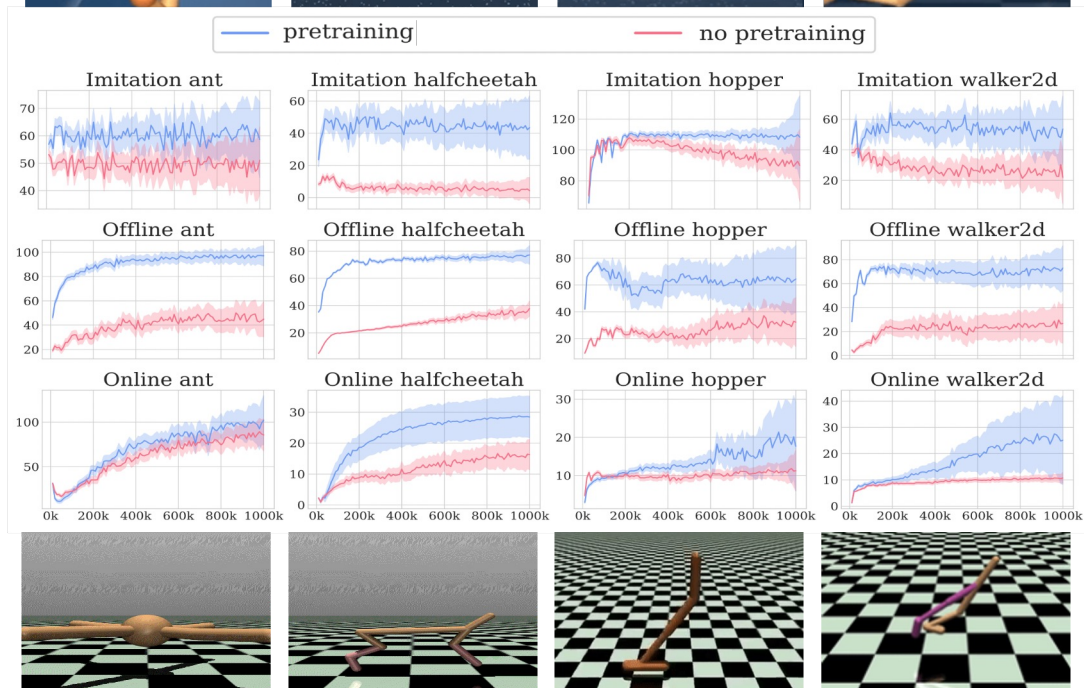 pretraining no pretraining
Imitation ant Imitation halfcheetah Imitation hopper Imitation walker2d
70 60 120 60
60 40 100 40
50 20 80 20
40 0
Offline ant Offline halfcheetah Offline hopper Offline walker2d
100 80 80 80
80 60 60 60
60 40 40 40
40 20 20 20
20 0
Online ant Online halfcheetah Online hopper Online walker2d
100 30 30 40
50 20 20 30
10 10 20
0 0 10
0
0k 200k 400k 600k 800k 1000k 0k 200k 400k 600k 800k 1000k 0k 200k 400k 600k 800k 1000k 0k 200k 400k 600k 800k 1000k